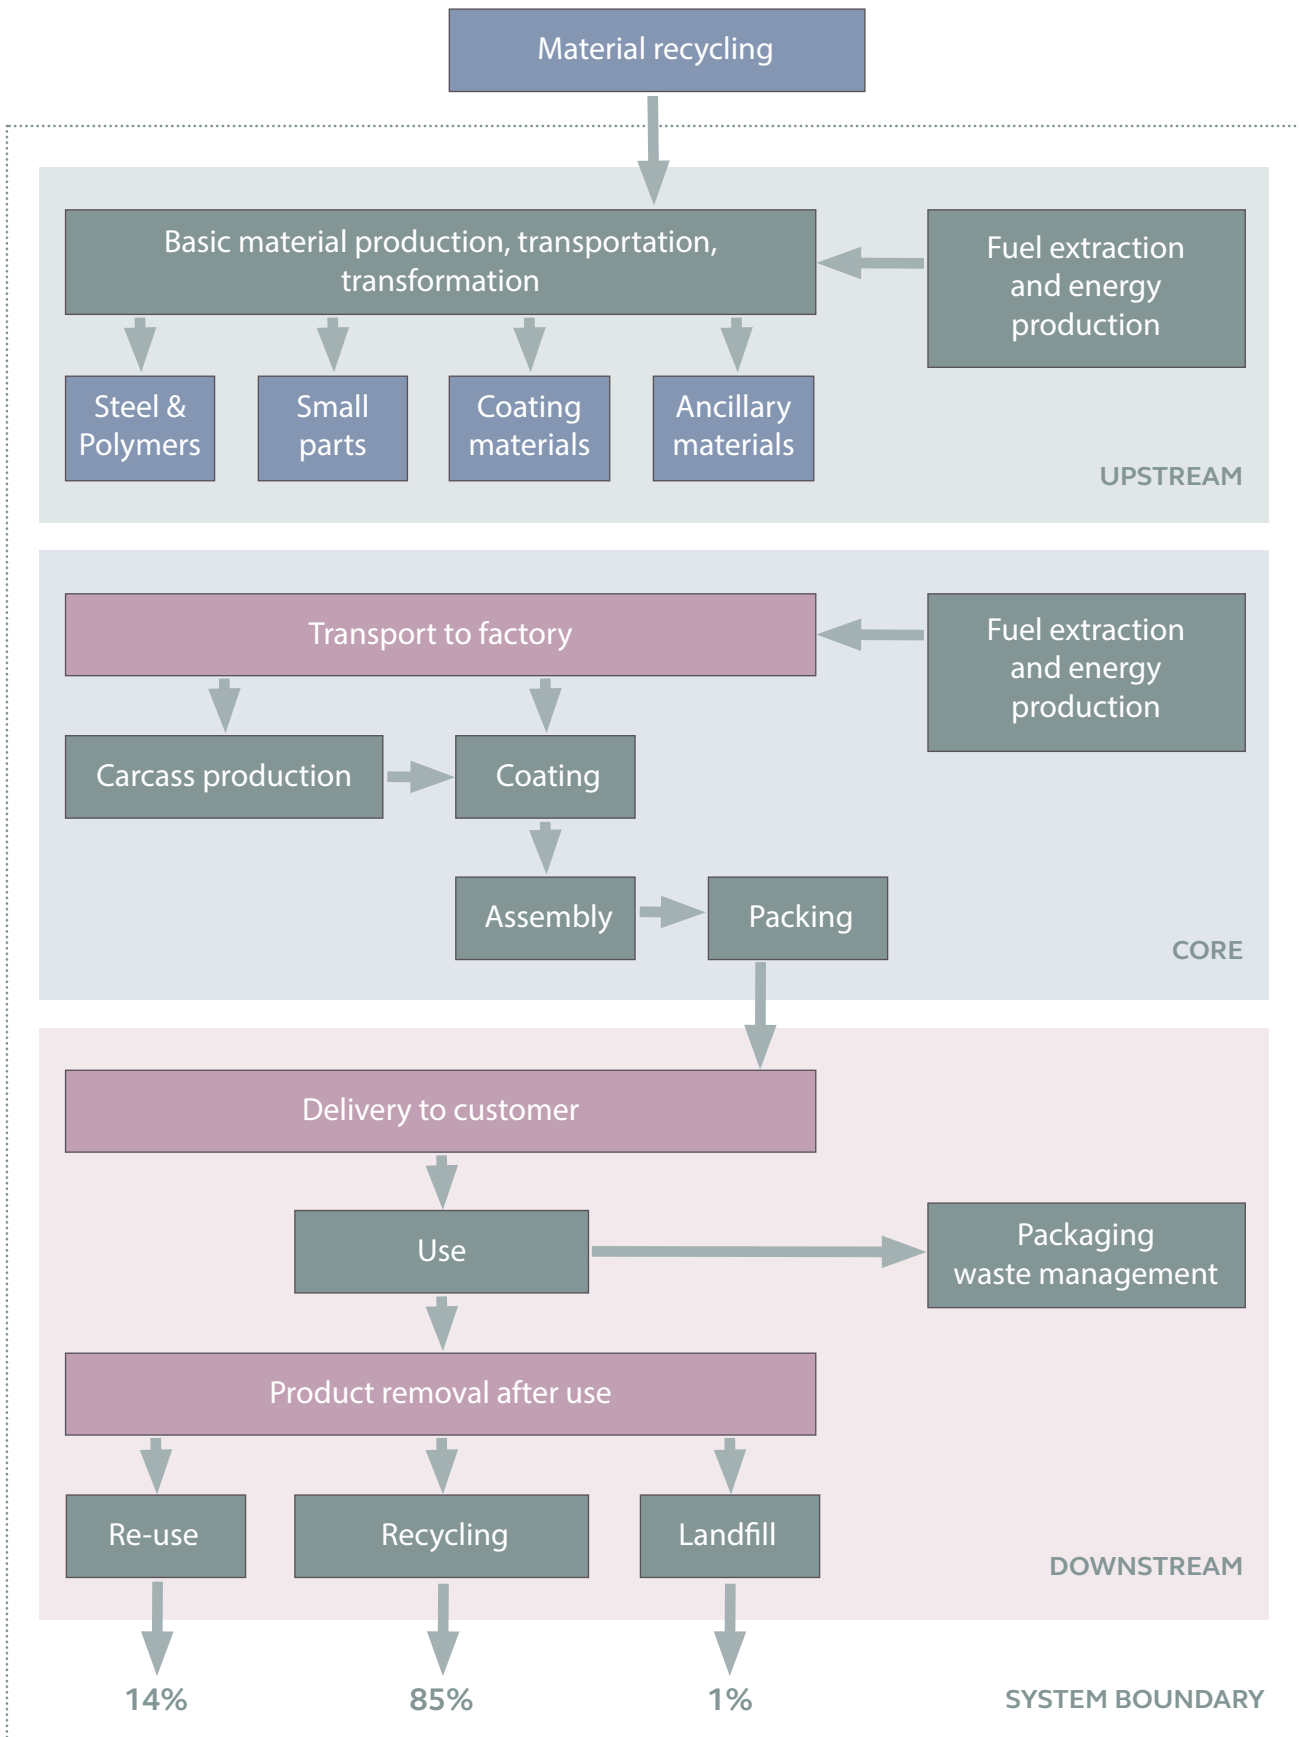 Material recycling
Basic material production, transportation,
transformation
Fuel extraction
and energy
production
Steel &
Polymers
Small
parts
Coating
materials
Ancillary
materials
UPSTREAM
Transport to factory
Fuel extraction
and energy
production
Carcass production
Coating
Assembly
Packing
CORE
Delivery to customer
Use
Packaging
waste management
Product removal after use
Re-use
Recycling
Landfill
DOWNSTREAM
14%
85%
1%
SYSTEM BOUNDARY